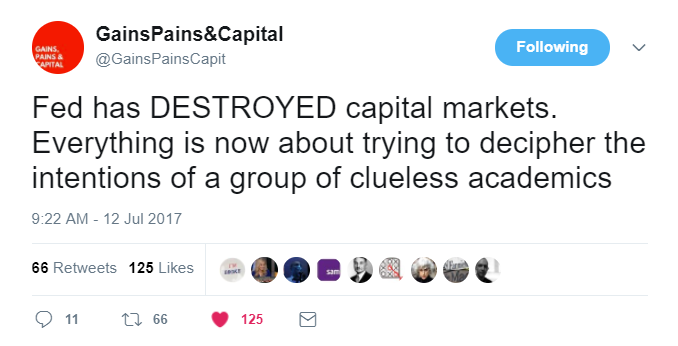 GAINS,
PAINS &
CAPITAL
GainsPains&Capital
@GainsPainsCapit
Following
Fed has DESTROYED capital markets.
Everything is now about trying to decipher the
intentions of a group of clueless academics
9:22 AM - 12 Jul 2017
66 Retweets 125 Likes
I'M
sam
11 66 125